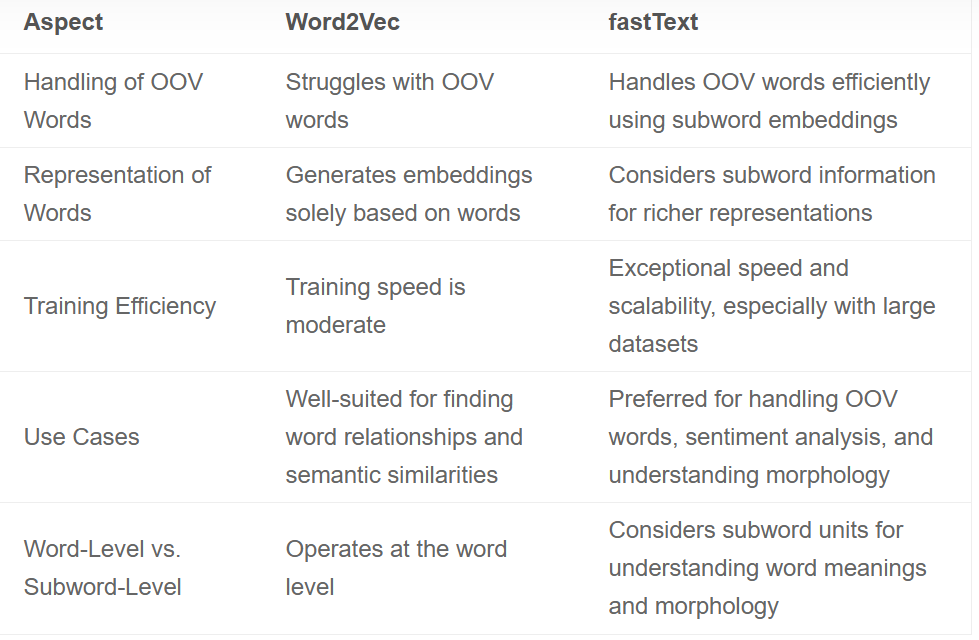 Aspect Word2Vec fastText
Handling of OOV Words
Struggles with OOV words
Handles OOV words efficiently using subword embeddings
Representation of Words
Generates embeddings solely based on words
Considers subword information for richer representations
Training Efficiency
Training speed is moderate
Exceptional speed and scalability, especially with large datasets
Use Cases
Well-suited for finding word relationships and semantic similarities
Preferred for handling OOV words, sentiment analysis, and understanding morphology
Word-Level vs. Subword-Level
Operates at the word level
Considers subword units for understanding word meanings and morphology